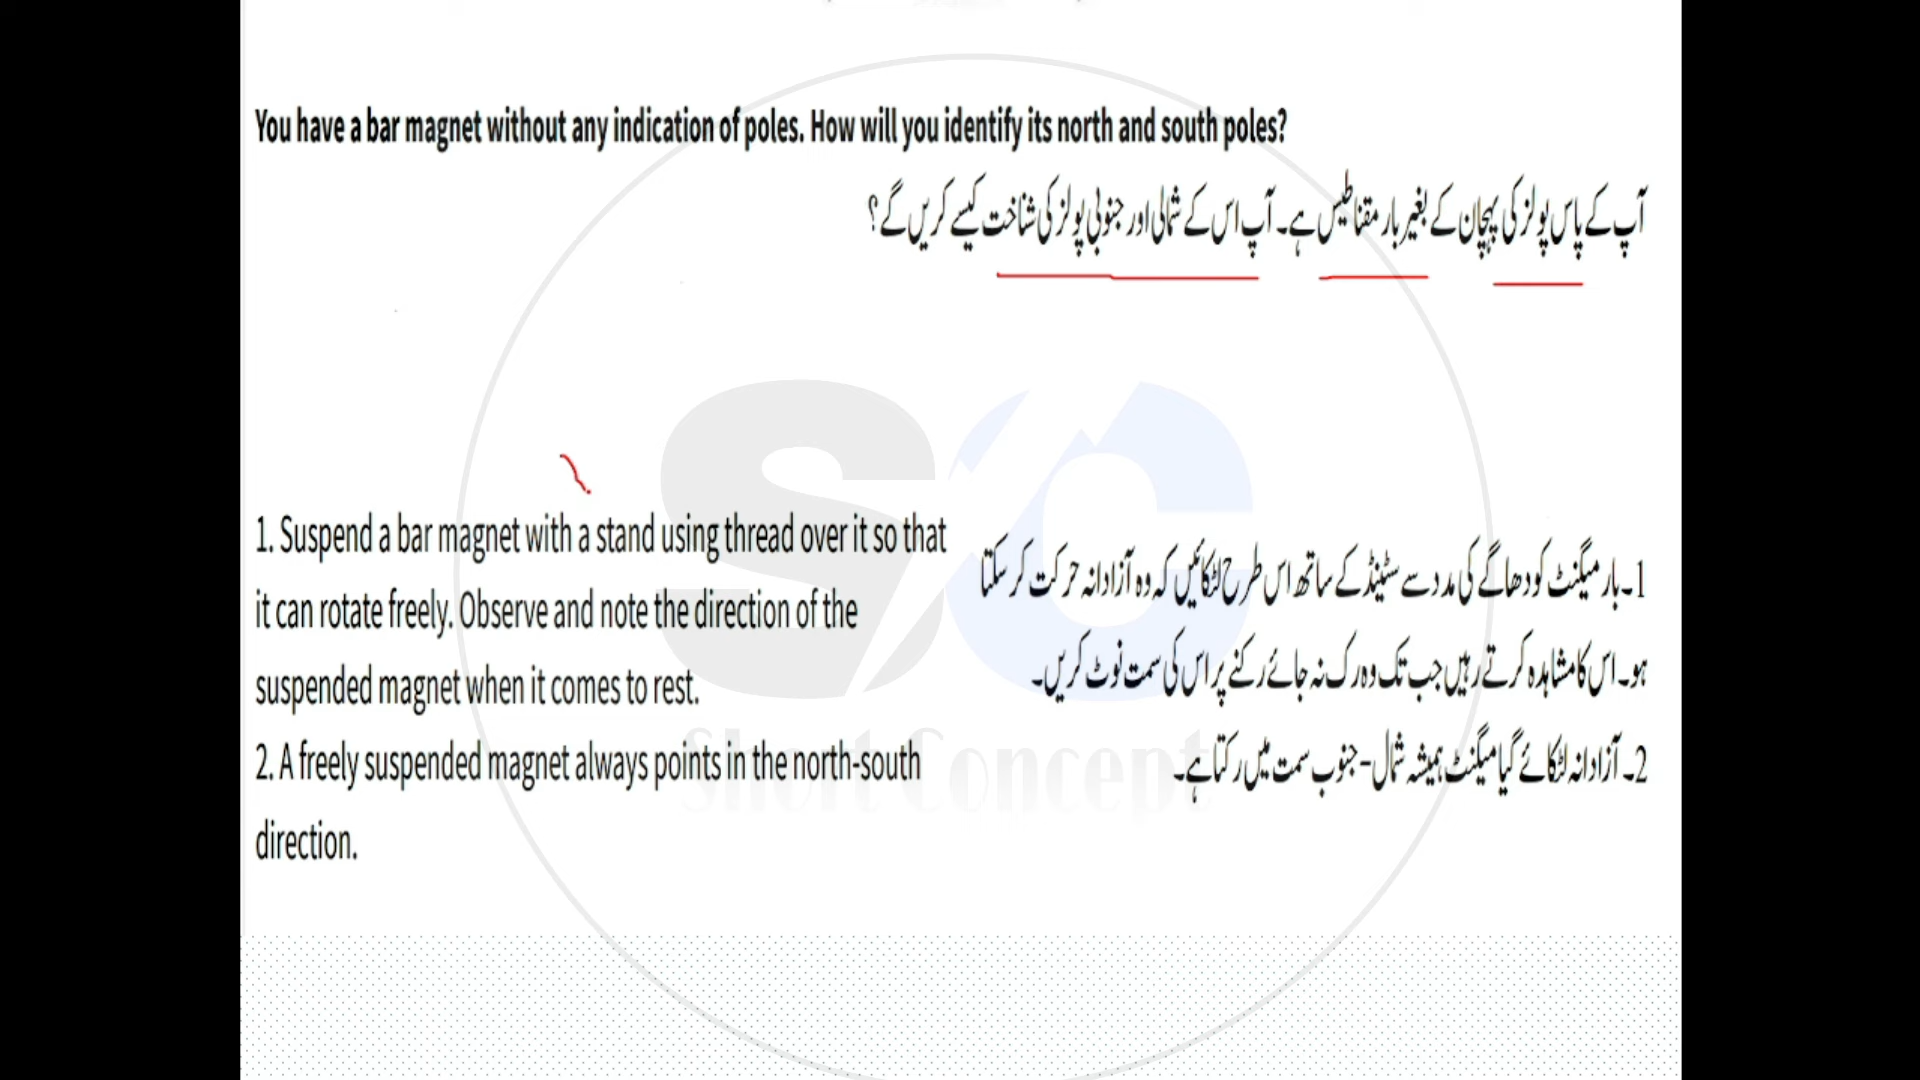 You have a bar magnet without any indication of poles. How will you identify its north and south poles?
آپ کے پاس پولز کی پہچان کے بغیر بار مقناطیس ہے۔ آپ اس کے شمالی اور جنوبی پولز کی شناخت کیسے کریں گے؟
1. Suspend a bar magnet with a stand using thread over it so that
it can rotate freely. Observe and note the direction of the
suspended magnet when it comes to rest.
2. A freely suspended magnet always points in the north-south
direction.
1۔ بار میگنٹ کو دھاگے کی مدد سے سٹینڈ کے ساتھ اس طرح لٹکائیں کہ وہ آزادانہ حرکت کر سکتا
ہو۔ اس کا مشاہدہ کرتے رہیں جب تک وہ رک نہ جائے رکنے پر اس کی سمت نوٹ کریں۔
2۔ آزادانہ لٹکائے گیا میگنٹ ہمیشہ شمال-جنوب سمت میں رکتا ہے۔
SC
Short Concept